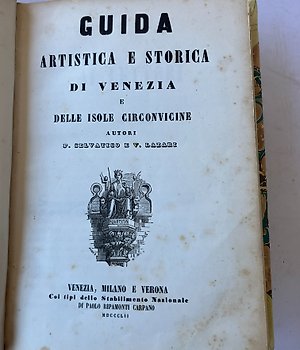 GUIDA
ARTISTICA E STORICA
DI VENEZIA
E
DELLE ISOLE CIRCONVICINE
AUTORI
P. SELVATICO E V. LAZARI
VENEZIA, MILANO E VERONA
Col tipi dello Stabilimento Nazionale
DI PAOLO RIPAMONTI CARPANO
MDCCCLII